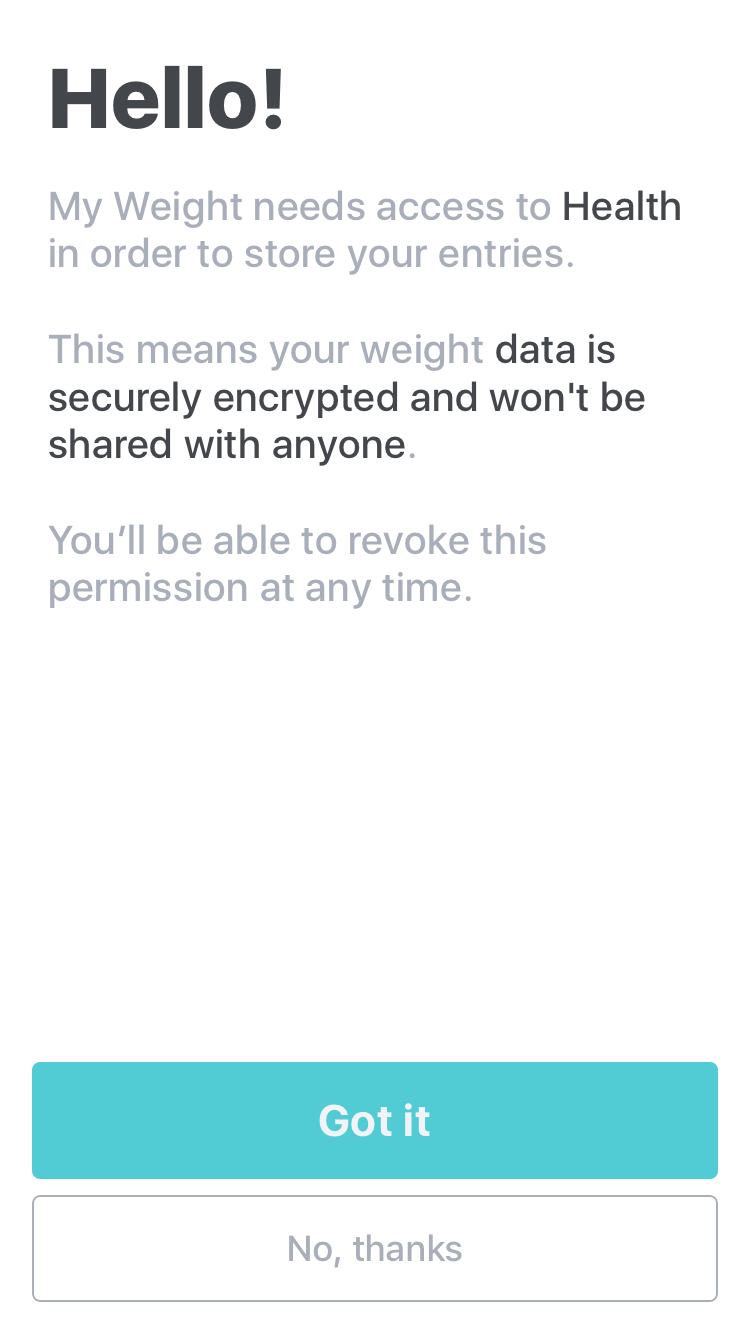 Hello!
My Weight needs access to Health
in order to store your entries.
This means your weight data is
securely encrypted and won't be
shared with anyone.
You’ll be able to revoke this
permission at any time.
Got it
No, thanks